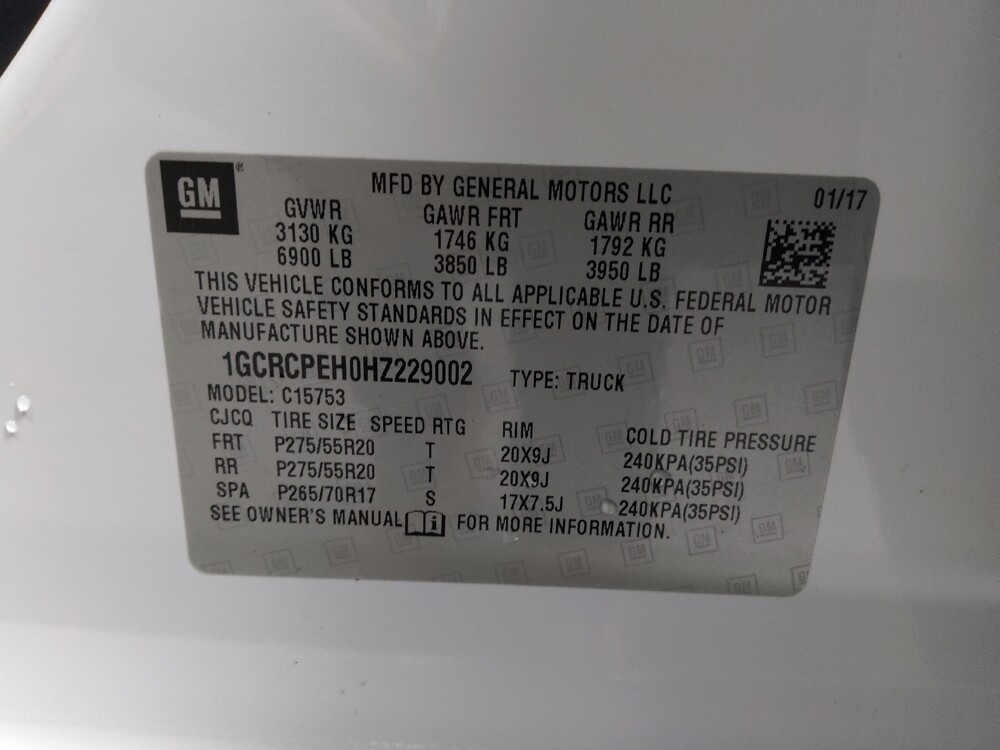 GM®
MFD BY GENERAL MOTORS LLC 01/17
GVWR GAWR FRT GAWR RR
3130 KG 1746 KG 1792 KG
6900 LB 3850 LB 3950 LB
THIS VEHICLE CONFORMS TO ALL APPLICABLE U.S. FEDERAL MOTOR
VEHICLE SAFETY STANDARDS IN EFFECT ON THE DATE OF
MANUFACTURE SHOWN ABOVE.
1GCRCPEH0HZ229002 TYPE: TRUCK
MODEL: C15753
CJCQ TIRE SIZE SPEED RTG RIM COLD TIRE PRESSURE
FRT P275/55R20 T 20X9J 240KPA(35PSI)
RR P275/55R20 T 20X9J 240KPA(35PSI)
SPA P265/70R17 S 17X7.5J 240KPA(35PSI)
SEE OWNER'S MANUAL FOR MORE INFORMATION.